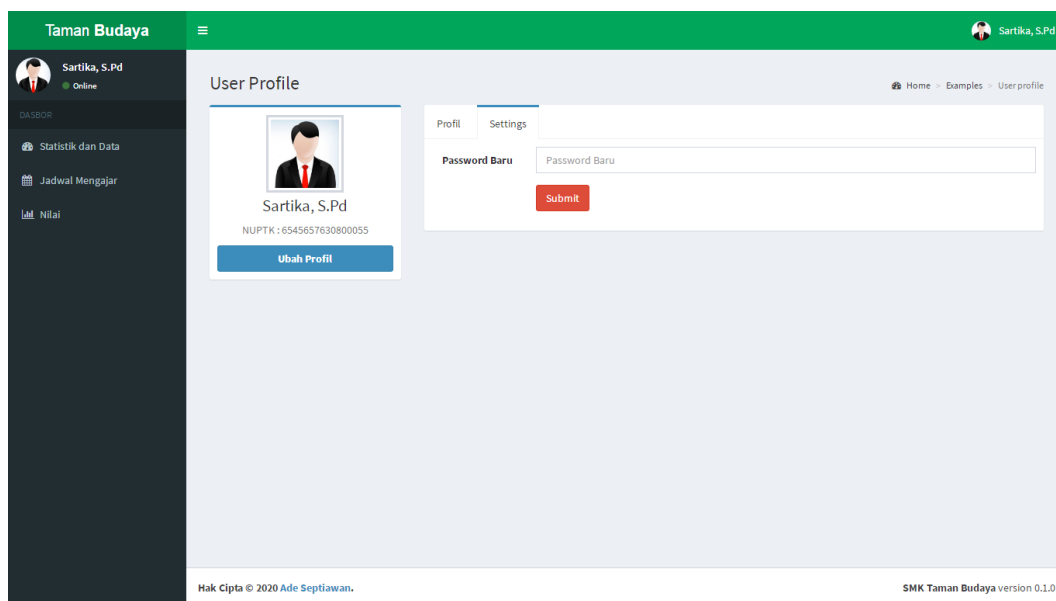 Taman Budaya
Sartika, S.Pd
Sartika, S.Pd
Online
DASBOR
Statistik dan Data
Jadwal Mengajar
Nilai
User Profile
Home > Examples > User profile
Sartika, S.Pd
NUPTK : 6545657630800055
Ubah Profil
Profil Settings
Password Baru Password Baru
Submit
Hak Cipta © 2020 Ade Septiawan.
SMK Taman Budaya version 0.1.0